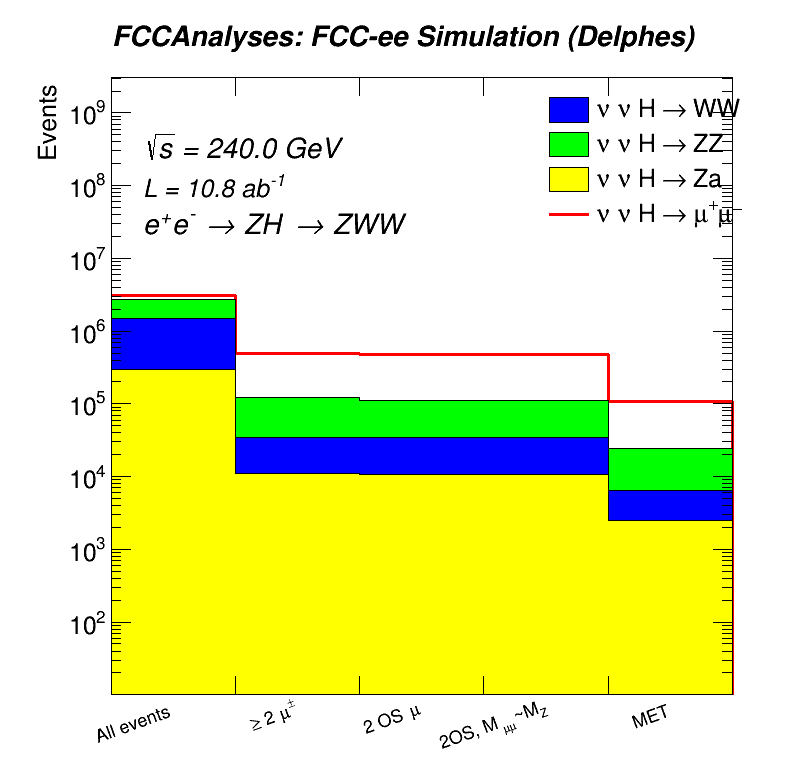 FCCAnalyses: FCC-ee Simulation (Delphes)
Events
10⁹
10⁸
10⁷
10⁶
10⁵
10⁴
10³
10²
√s = 240.0 GeV
L = 10.8 ab⁻¹
e⁺e⁻ → ZH → ZWW
ν ν H → WW
ν ν H → ZZ
ν ν H → Za
ν ν H → μ⁺μ⁻
All events
≥ 2 μ±
2 OS μ
2OS, M μμ~MZ
MET